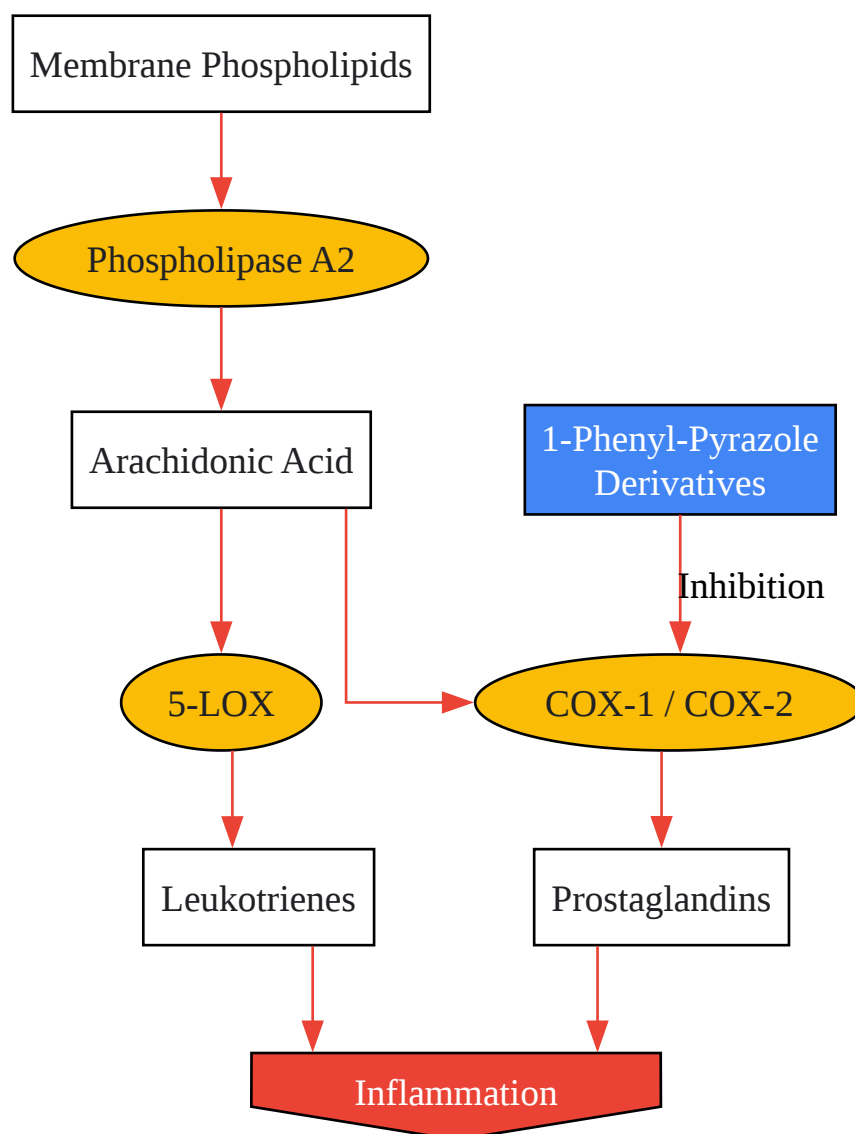 Membrane Phospholipids
Phospholipase A2
Arachidonic Acid
1-Phenyl-Pyrazole
Derivatives
Inhibition
5-LOX
COX-1 / COX-2
Leukotrienes
Prostaglandins
Inflammation